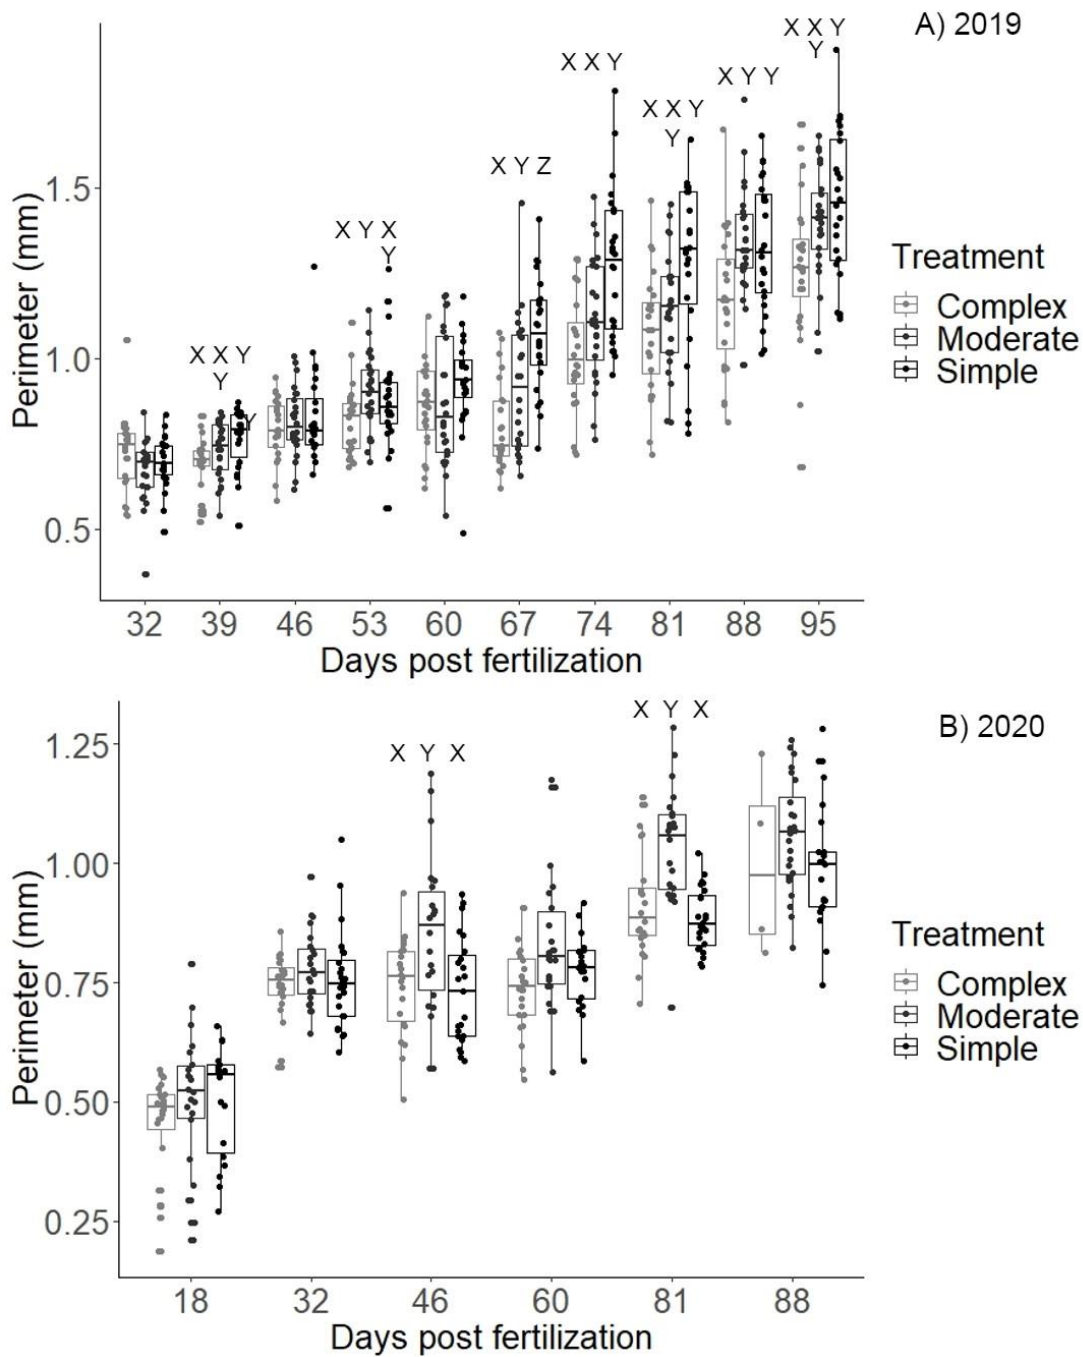 A) 2019
X X Y
Y
X Y Y
X X Y
X X Y
Y
X Y Z
X Y X
Y
X X Y
Y
Y
1.5
1.0
0.5
Perimeter (mm)
32 39 46 53 60 67 74 81 88 95
Days post fertilization
Treatment
Complex
Moderate
Simple
B) 2020
X Y X
X Y X
1.25
1.00
0.75
0.50
0.25
Perimeter (mm)
18 32 46 60 81 88
Days post fertilization
Treatment
Complex
Moderate
Simple